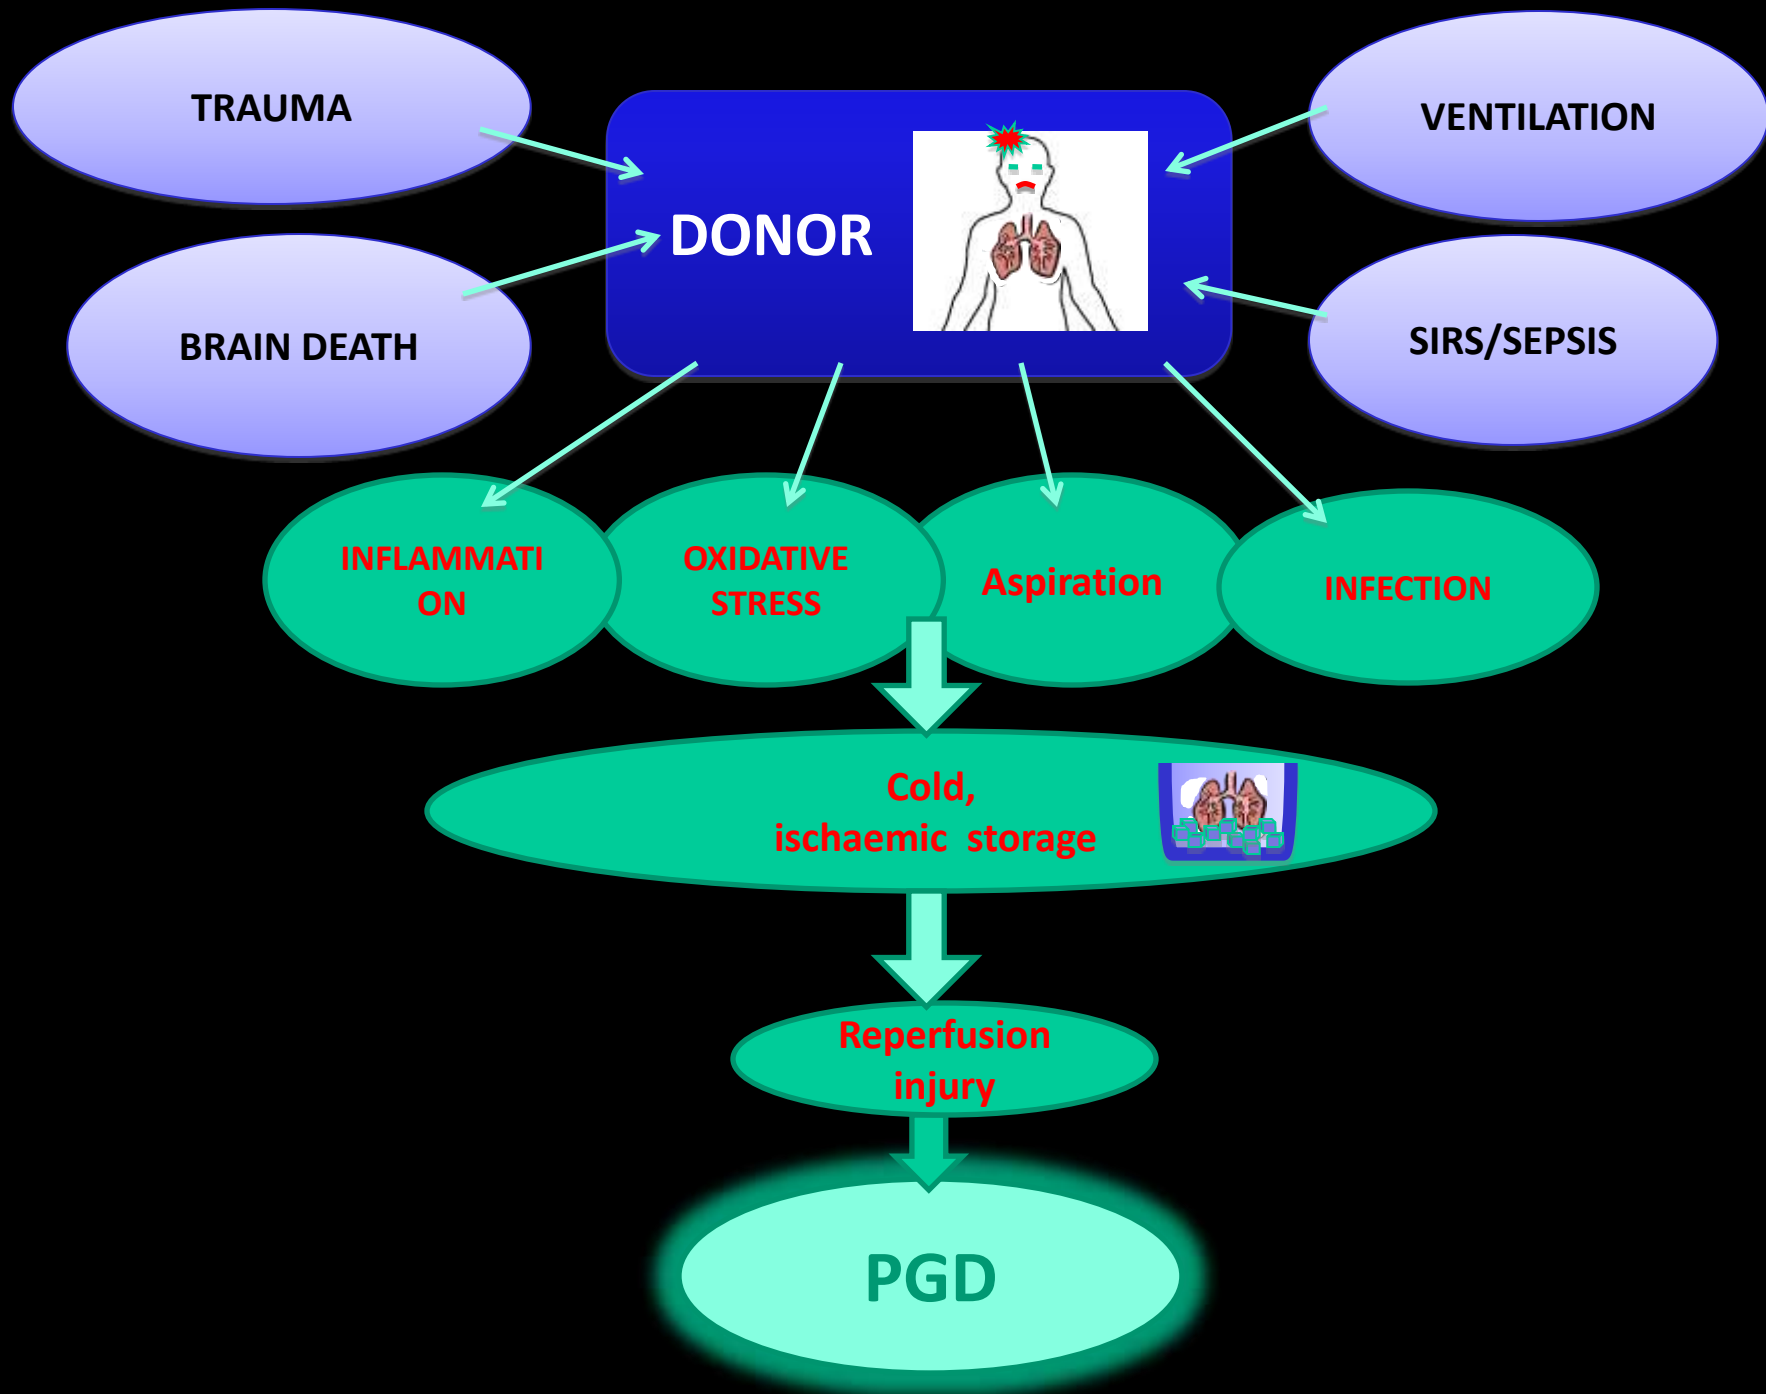 TRAUMA
VENTILATION
DONOR
BRAIN DEATH
SIRS/SEPSIS
INFLAMMATI
ON
OXIDATIVE
STRESS
Aspiration
INFECTION
Cold,
ischaemic storage
Reperfusion
injury
PGD